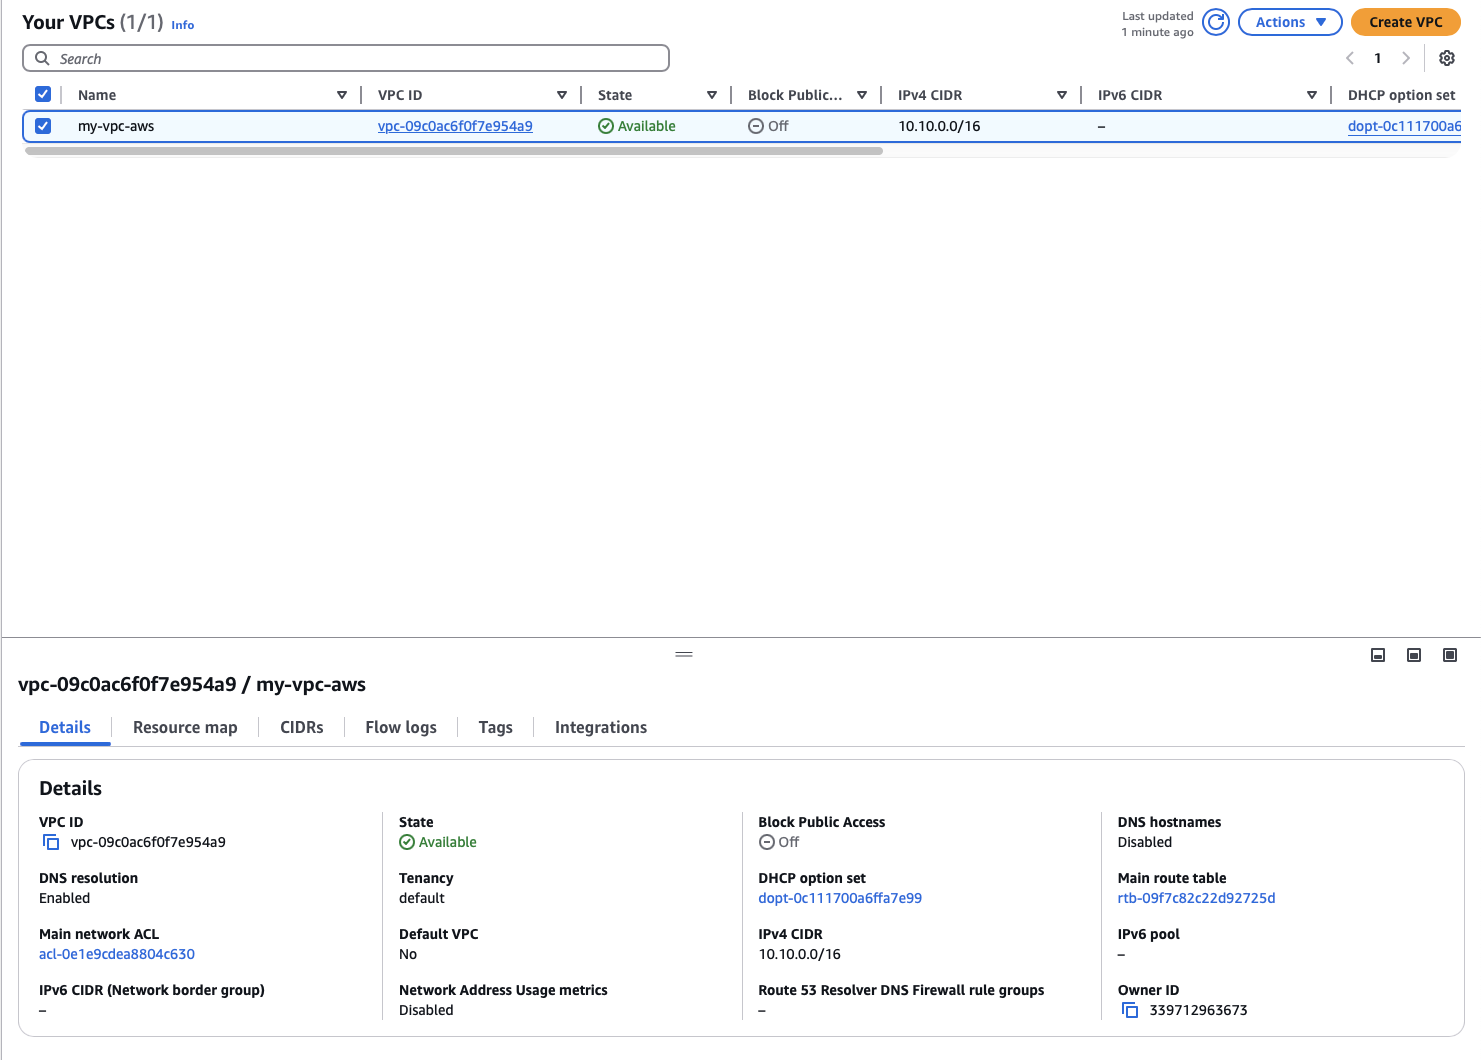 Your VPCs (1/1) Info
Last updated
1 minute ago
Actions
Create VPC
Search
1
Name
VPC ID
State
Block Public...
IPv4 CIDR
IPv6 CIDR
DHCP option set
my-vpc-aws
vpc-09c0ac6f0f7e954a9
Available
Off
10.10.0.0/16
–
dopt-0c111700a6
vpc-09c0ac6f0f7e954a9 / my-vpc-aws
Details
Resource map
CIDRs
Flow logs
Tags
Integrations
Details
VPC ID
vpc-09c0ac6f0f7e954a9
State
Available
Block Public Access
Off
DNS hostnames
Disabled
DNS resolution
Enabled
Tenancy
default
DHCP option set
dopt-0c111700a6ffa7e99
Main route table
rtb-09f7c82c22d92725d
Main network ACL
acl-0e1e9cdea8804c630
Default VPC
No
IPv4 CIDR
10.10.0.0/16
IPv6 pool
–
IPv6 CIDR (Network border group)
–
Network Address Usage metrics
Disabled
Route 53 Resolver DNS Firewall rule groups
–
Owner ID
339712963673